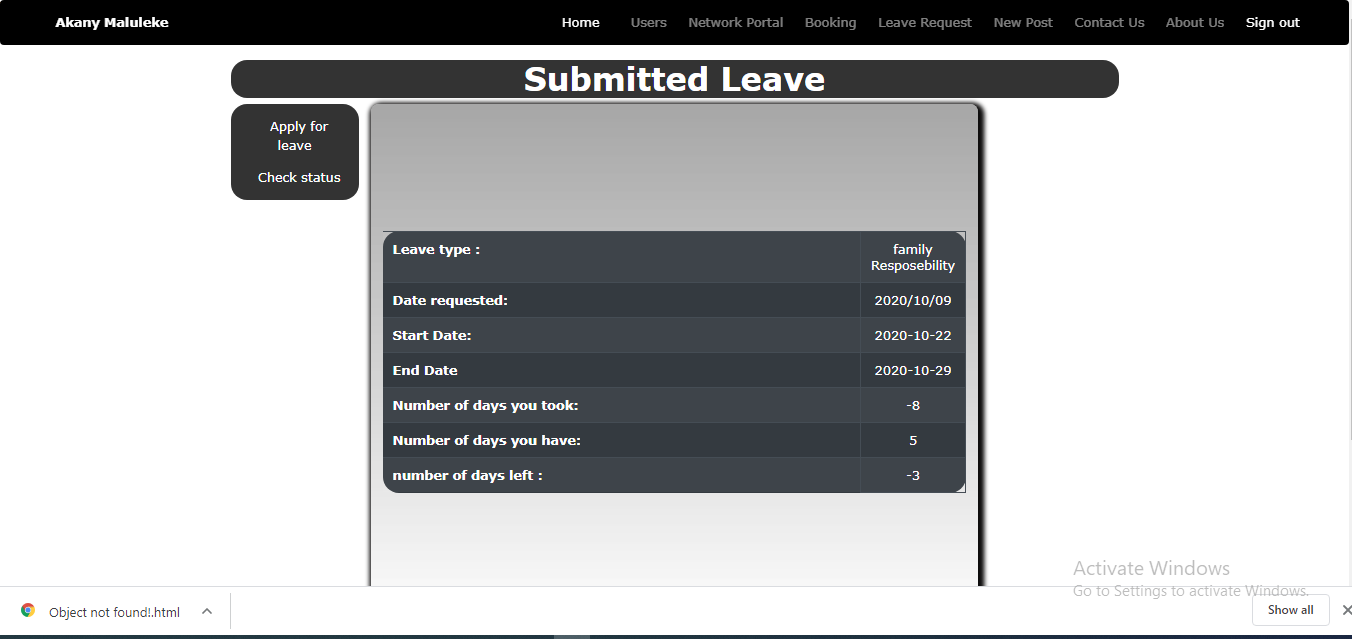 Akany Maluleke Home Users Network Portal Booking Leave Request New Post Contact Us About Us Sign out
Submitted Leave
Apply for
leave
Check status
Leave type : family
Resposebility
Date requested: 2020/10/09
Start Date: 2020-10-22
End Date 2020-10-29
Number of days you took: -8
Number of days you have: 5
number of days left : -3
Activate Windows
Go to Settings to activate Windows.
Object not found!.html Show all